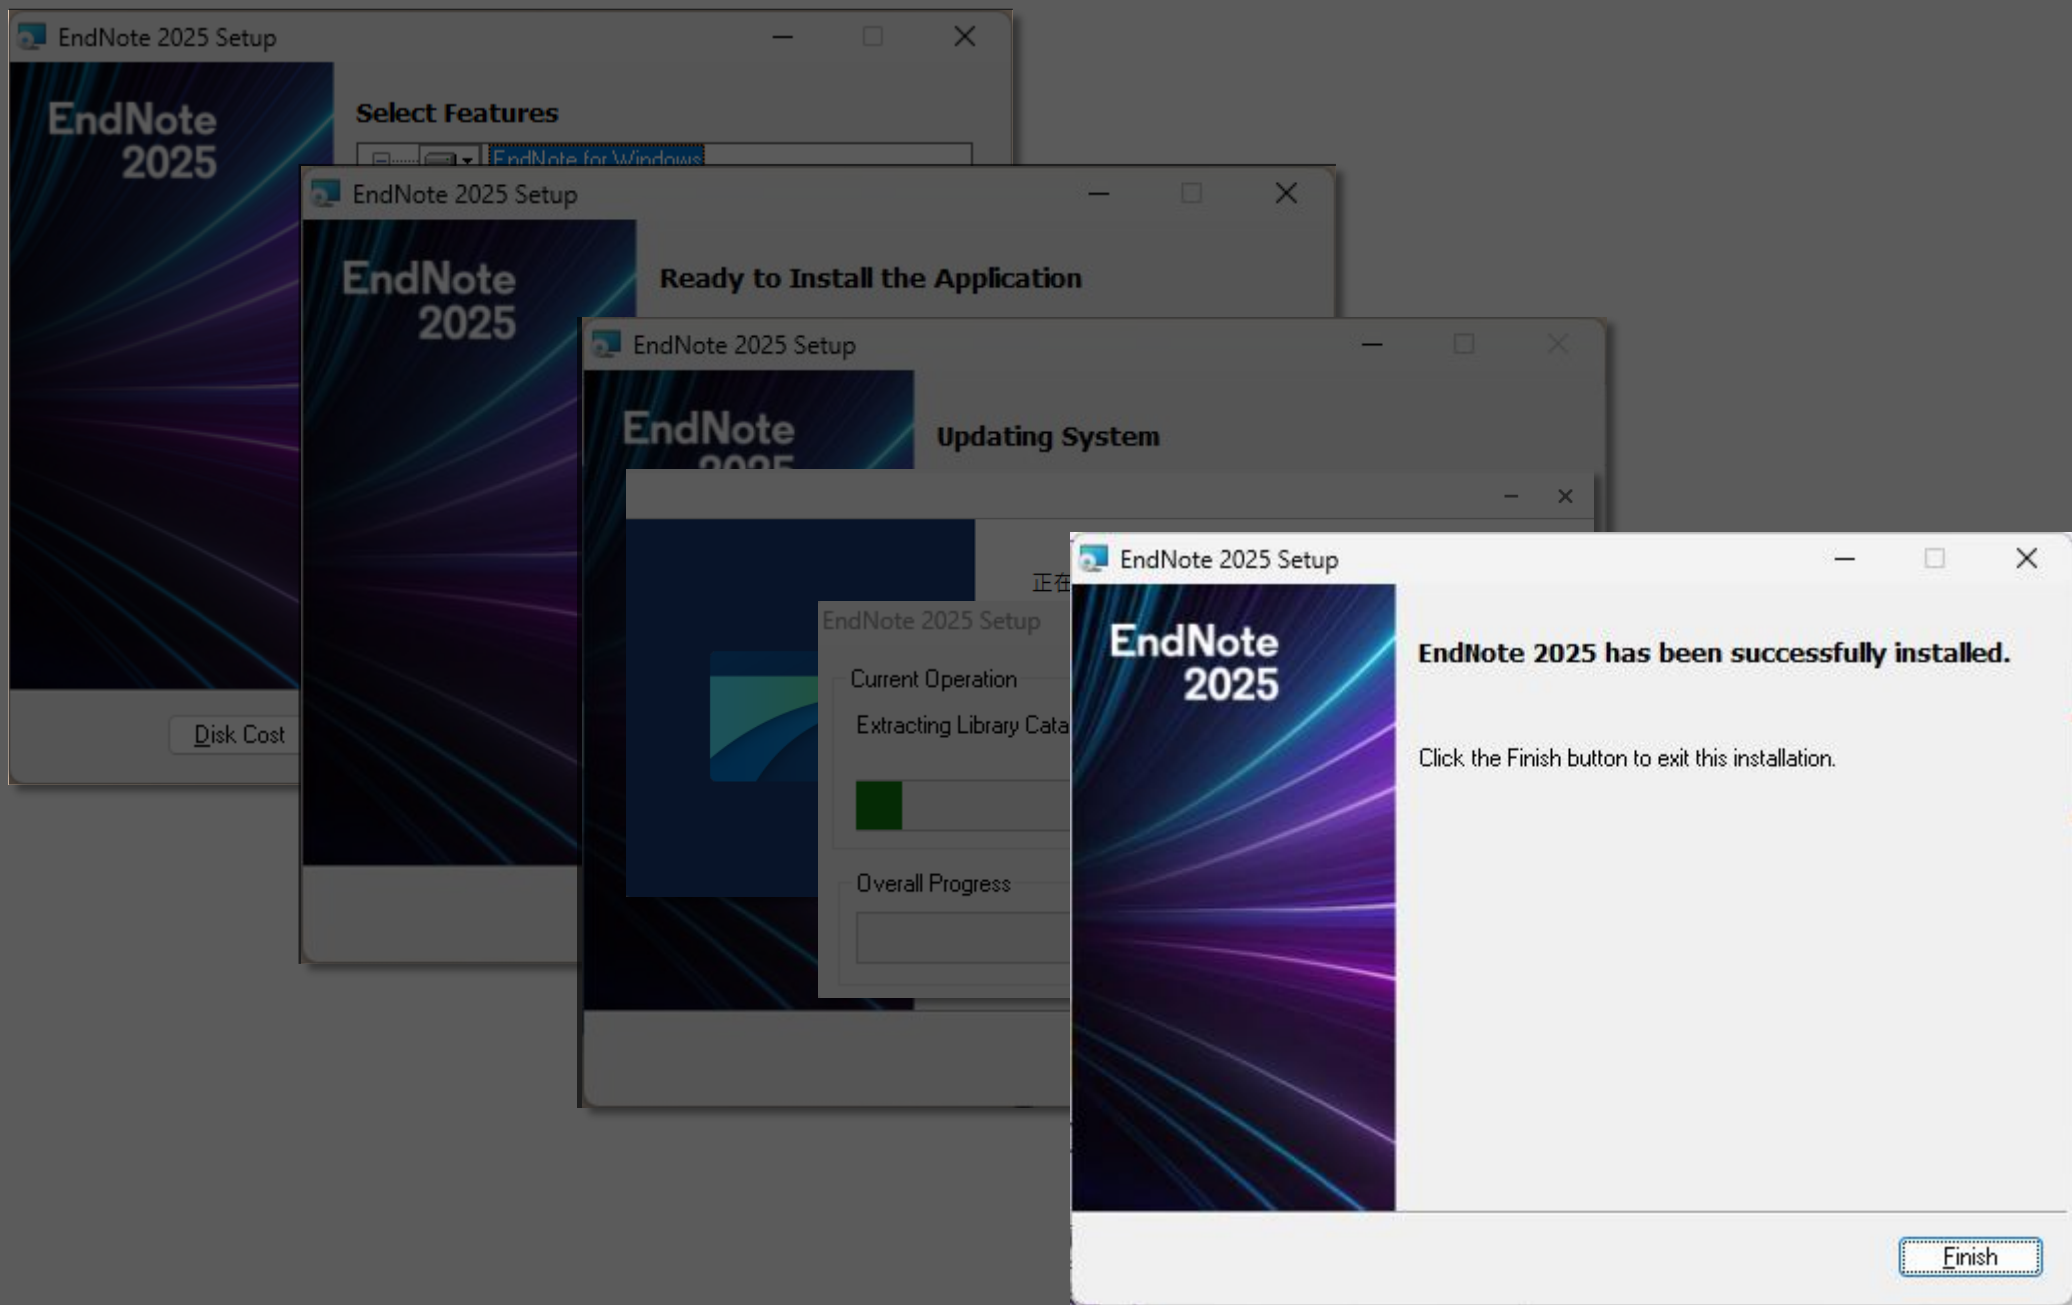 EndNote 2025 Setup
EndNote
2025
Select Features
EndNote for Windows
Disk Cost
EndNote 2025 Setup
EndNote
2025
Ready to Install the Application
EndNote 2025 Setup
EndNote
2025
Updating System
正在
EndNote 2025 Setup
Current Operation
Extracting Library Cata
Overall Progress
EndNote 2025 Setup
EndNote
2025
EndNote 2025 has been successfully installed.
Click the Finish button to exit this installation.
Finish